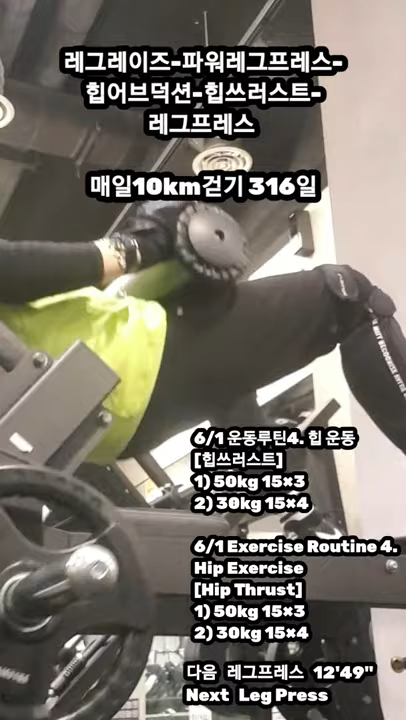 레그레이즈-파워레그프레스-
힙어브덕션-힙쓰러스트-
레그프레스
매일10km걷기 316일
6/1 운동루틴4. 힙 운동
[힙쓰러스트]
1) 50kg 15×3
2) 30kg 15×4
6/1 Exercise Routine 4.
Hip Exercise
[Hip Thrust]
1) 50kg 15×3
2) 30kg 15×4
다음 레그프레스 12'49"
Next Leg Press